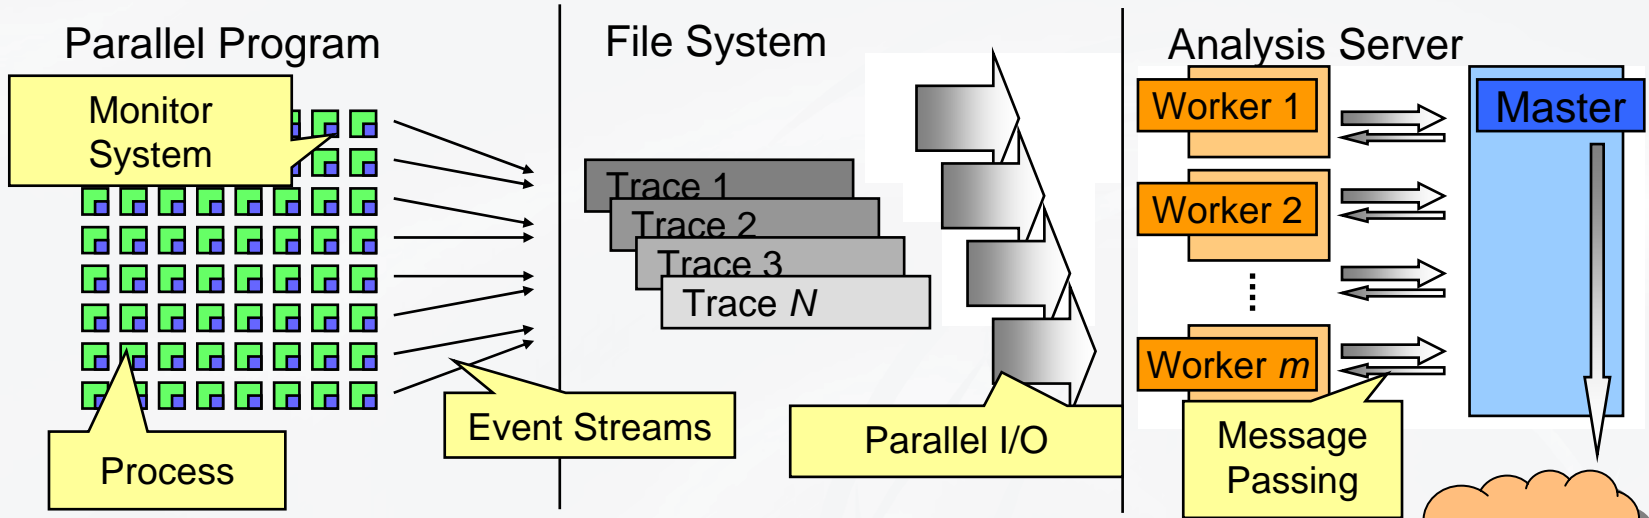 Parallel Program
Monitor
System
Process
Event Streams
File System
Trace 1
Trace 2
Trace 3
Trace N
Parallel I/O
Analysis Server
Worker 1
Worker 2
Worker m
Master
Message
Passing